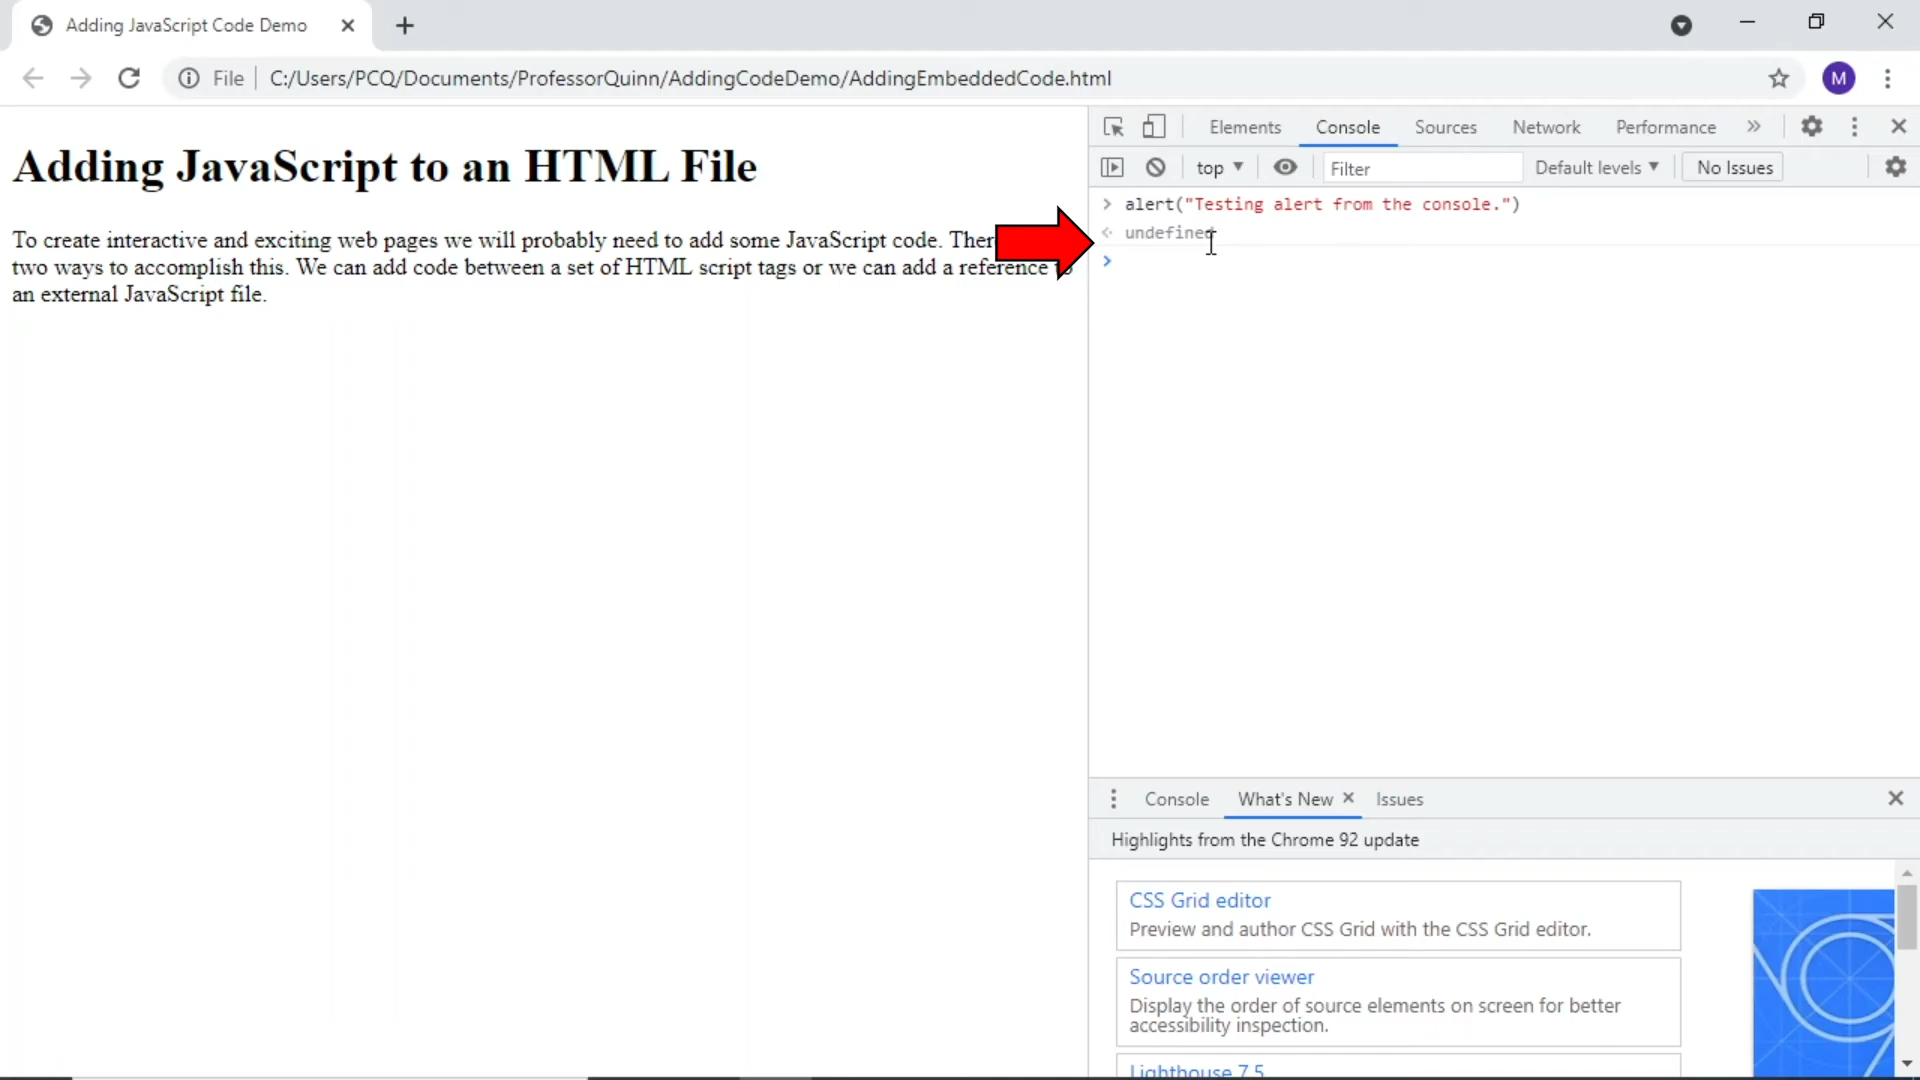 Adding JavaScript Code Demo
File
C:/Users/PCQ/Documents/ProfessorQuinn/AddingCodeDemo/AddingEmbeddedCode.html
M
Adding JavaScript to an HTML File
To create interactive and exciting web pages we will probably need to add some JavaScript code.
two ways to accomplish this. We can add code between a set of HTML script tags or we can add a reference
an external JavaScript file.
Elements Console Sources Network Performance »
top Filter Default levels No Issues
> alert("Testing alert from the console.")
undefined
>
Console What's New Issues
Highlights from the Chrome 92 update
CSS Grid editor
Preview and author CSS Grid with the CSS Grid editor.
Source order viewer
Display the order of source elements on screen for better
accessibility inspection.
Lighthouse 7.5